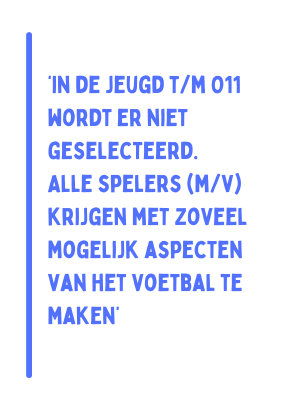 'IN DE JEUGD T/M O11
WORDT ER NIET
GESELECTEERD.
ALLE SPELERS (M/V)
KRIJGEN MET ZOVEEL
MOGELIJK ASPECTEN
VAN HET VOETBAL TE
MAKEN'